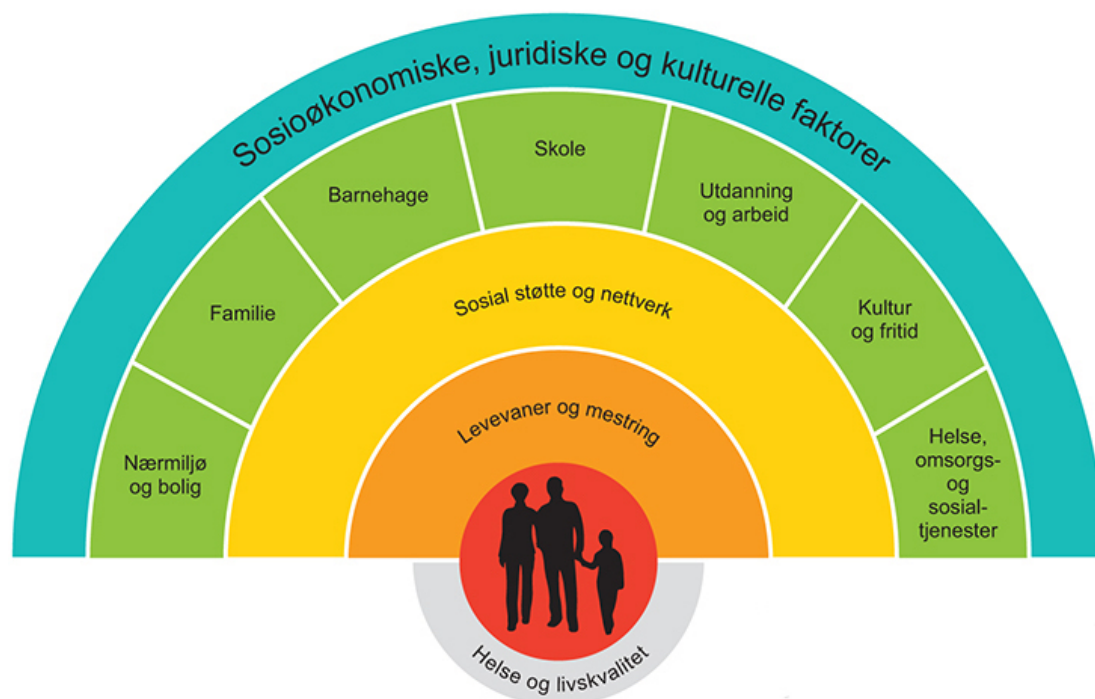 Sosioøkonomiske, juridiske og kulturelle faktorer
Nærmiljø
og bolig
Familie
Barnehage
Skole
Utdanning
og arbeid
Kultur
og fritid
Helse,
omsorgs-
og
sosial-
tjenester
Sosial støtte og nettverk
Levevaner og mestring
Helse og livskvalitet